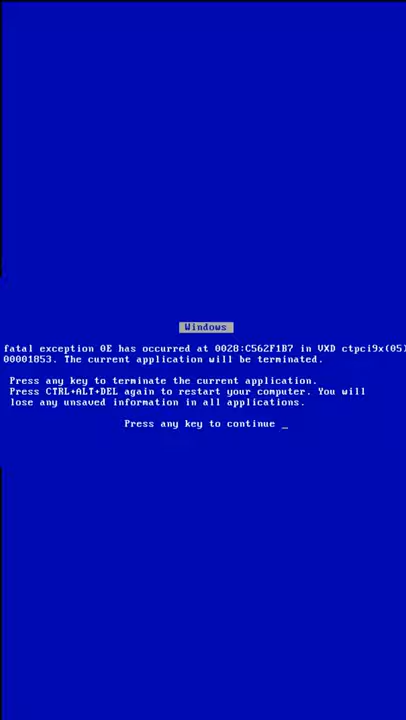 Windows
fatal exception 0E has occurred at 0028:C562F1B7 in VXD ctpci9x(05)
00001853. The current application will be terminated.
Press any key to terminate the current application.
Press CTRL+ALT+DEL again to restart your computer. You will
lose any unsaved information in all applications.
Press any key to continue _